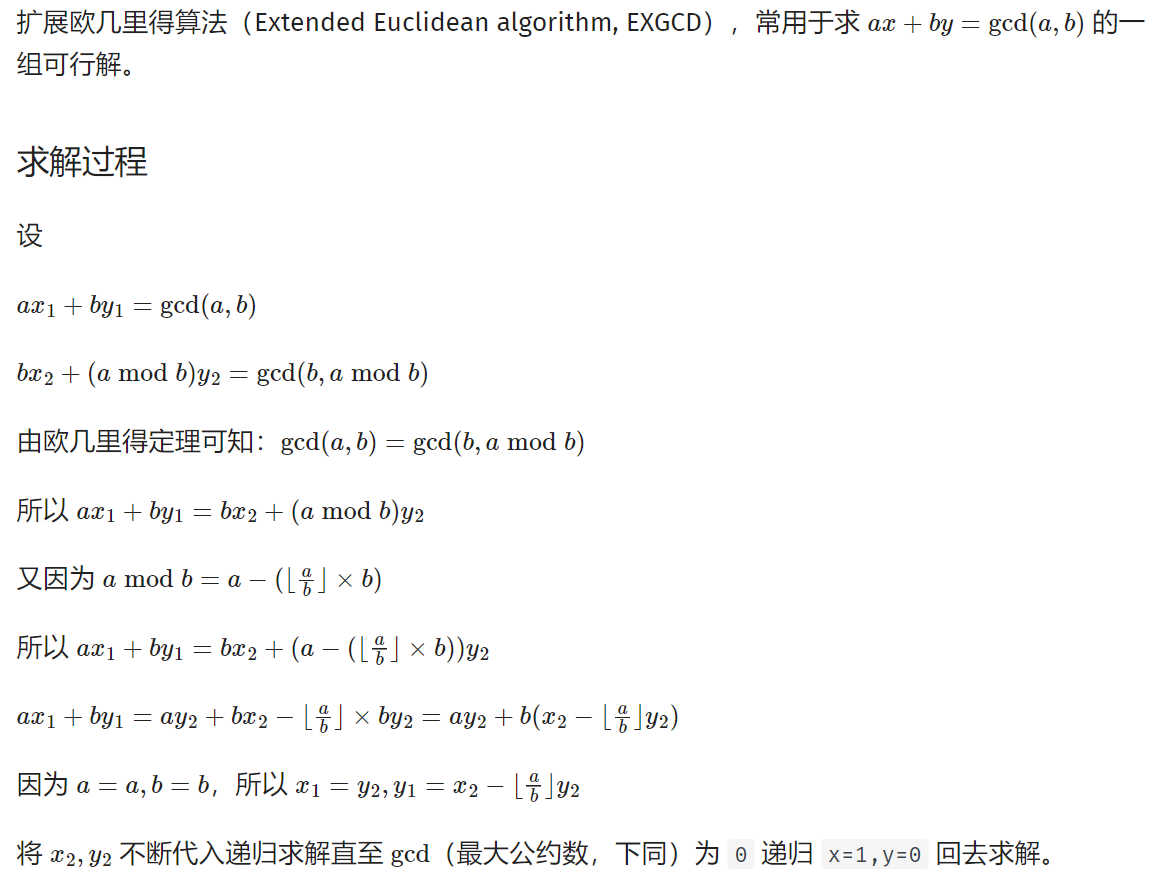 扩展欧几里得算法（Extended Euclidean algorithm, EXGCD），常用于求 $ax + by = \gcd(a, b)$ 的一
组可行解。
求解过程
设
$ax_1 + by_1 = \gcd(a, b)$
$bx_2 + (a \bmod b)y_2 = \gcd(b, a \bmod b)$
由欧几里得定理可知：$\gcd(a, b) = \gcd(b, a \bmod b)$
所以 $ax_1 + by_1 = bx_2 + (a \bmod b)y_2$
又因为 $a \bmod b = a - (\lfloor \frac{a}{b} \rfloor \times b)$
所以 $ax_1 + by_1 = bx_2 + (a - (\lfloor \frac{a}{b} \rfloor \times b))y_2$
$ax_1 + by_1 = ay_2 + bx_2 - \lfloor \frac{a}{b} \rfloor \times by_2 = ay_2 + b(x_2 - \lfloor \frac{a}{b} \rfloor y_2)$
因为 $a = a, b = b$，所以 $x_1 = y_2, y_1 = x_2 - \lfloor \frac{a}{b} \rfloor y_2$
将 $x_2, y_2$ 不断代入递归求解直至 $\gcd$（最大公约数，下同）为 0 递归 x=1,y=0 回去求解。